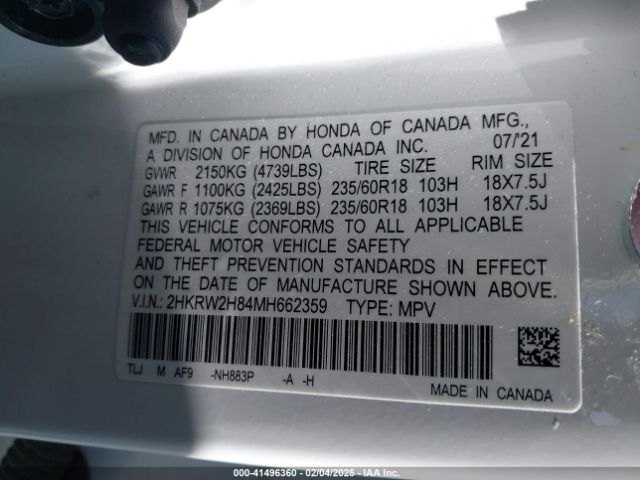 MFD. IN CANADA BY HONDA OF CANADA MFG.,
A DIVISION OF HONDA CANADA INC. 07/'21
GVWR 2150KG (4739LBS) TIRE SIZE RIM SIZE
GAWR F 1100KG (2425LBS) 235/60R18 103H 18X7.5J
GAWR R 1075KG (2369LBS) 235/60R18 103H 18X7.5J
THIS VEHICLE CONFORMS TO ALL APPLICABLE
FEDERAL MOTOR VEHICLE SAFETY
AND THEFT PREVENTION STANDARDS IN EFFECT
ON THE DATE OF MANUFACTURE SHOWN ABOVE.
V.I.N.: 2HKRW2H84MH662359 TYPE: MPV
TLJ M AF9 -NH883P -A -H
MADE IN CANADA
000-41496360 - 02/04/2025 - IAA Inc.